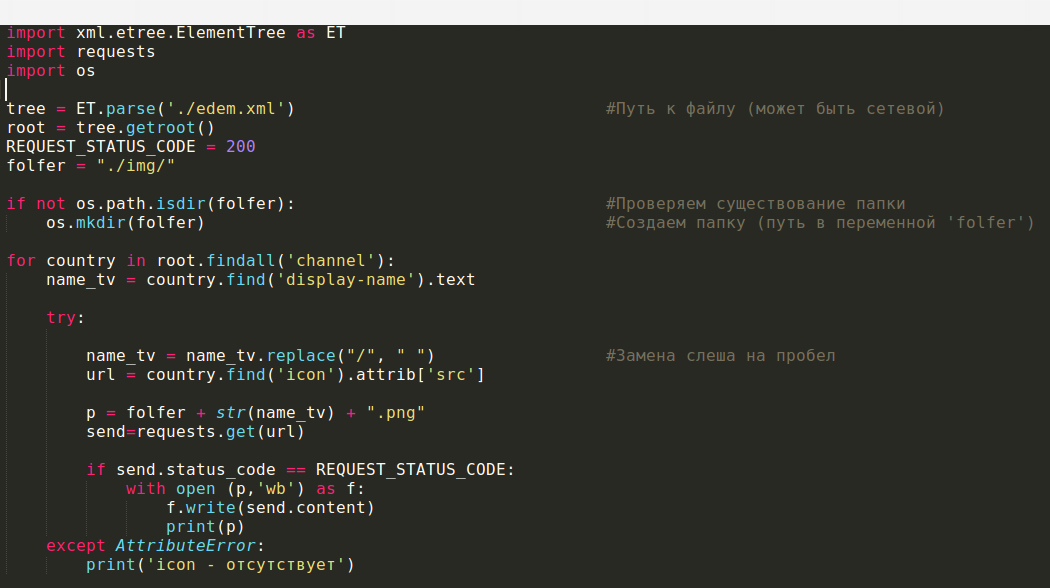 import xml.etree.ElementTree as ET
import requests
import os
tree = ET.parse('./edem.xml') #Путь к файлу (может быть сетевой)
root = tree.getroot()
REQUEST_STATUS_CODE = 200
folfer = "./img/"
if not os.path.isdir(folfer): #Проверяем существование папки
os.mkdir(folfer) #Создаем папку (путь в переменной 'folfer')
for country in root.findall('channel'):
name_tv = country.find('display-name').text
try:
name_tv = name_tv.replace("/", " ") #Замена слеша на пробел
url = country.find('icon').attrib['src']
p = folfer + str(name_tv) + ".png"
send=requests.get(url)
if send.status_code == REQUEST_STATUS_CODE:
with open (p,'wb') as f:
f.write(send.content)
print(p)
except AttributeError:
print('icon - отсутствует')